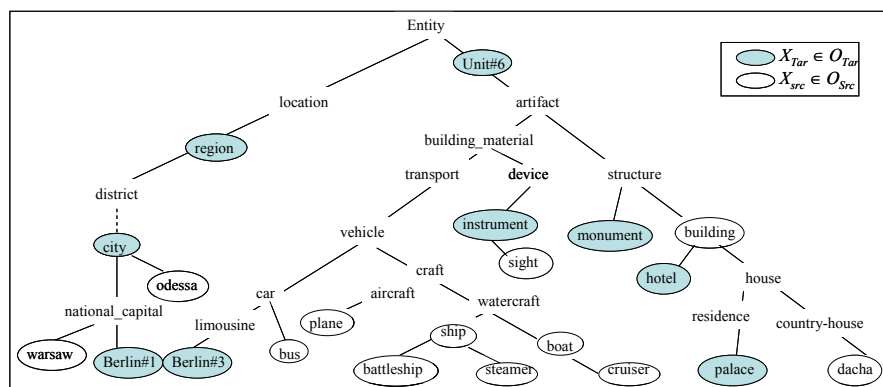 Entity
Unit#6
X_Tar ∈ O_Tar
X_src ∈ O_Src
location
artifact
region
building_material
transport
device
structure
district
instrument
monument
building
vehicle
city
sight
hotel
odessa
craft
house
car
aircraft
national_capital
limousine
plane
watercraft
residence
country-house
ship
boat
bus
warsaw
Berlin#1
Berlin#3
battleship
steamer
cruiser
palace
dacha